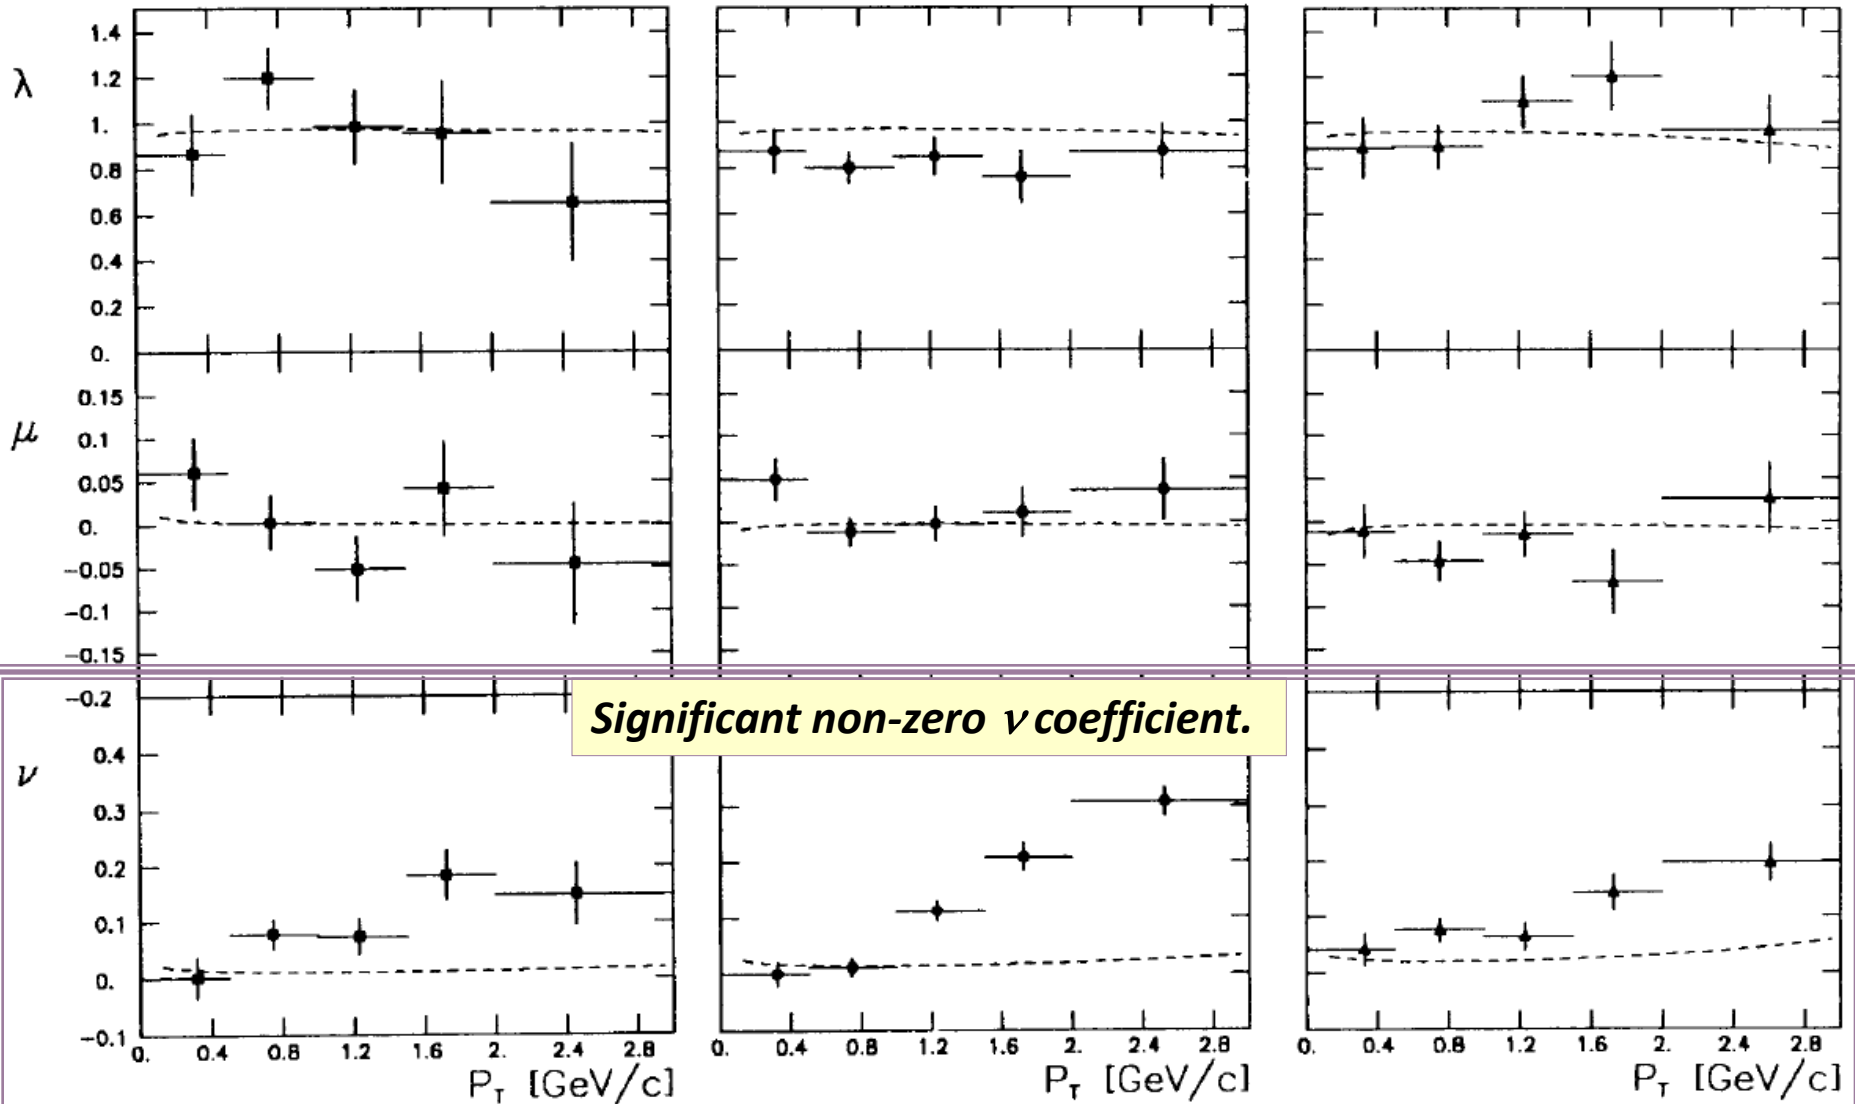 λ
1.4
1.2
1.
0.8
0.6
0.4
0.2
0.
μ
0.15
0.1
0.05
0.
−0.05
−0.1
−0.15
−0.2
Significant non-zero ν coefficient.
ν
0.4
0.3
0.2
0.1
0.
−0.1
0. 0.4 0.8 1.2 1.6 2. 2.4 2.8
0. 0.4 0.8 1.2 1.6 2. 2.4 2.8
0. 0.4 0.8 1.2 1.6 2. 2.4 2.8
P_T [GeV/c]
P_T [GeV/c]
P_T [GeV/c]